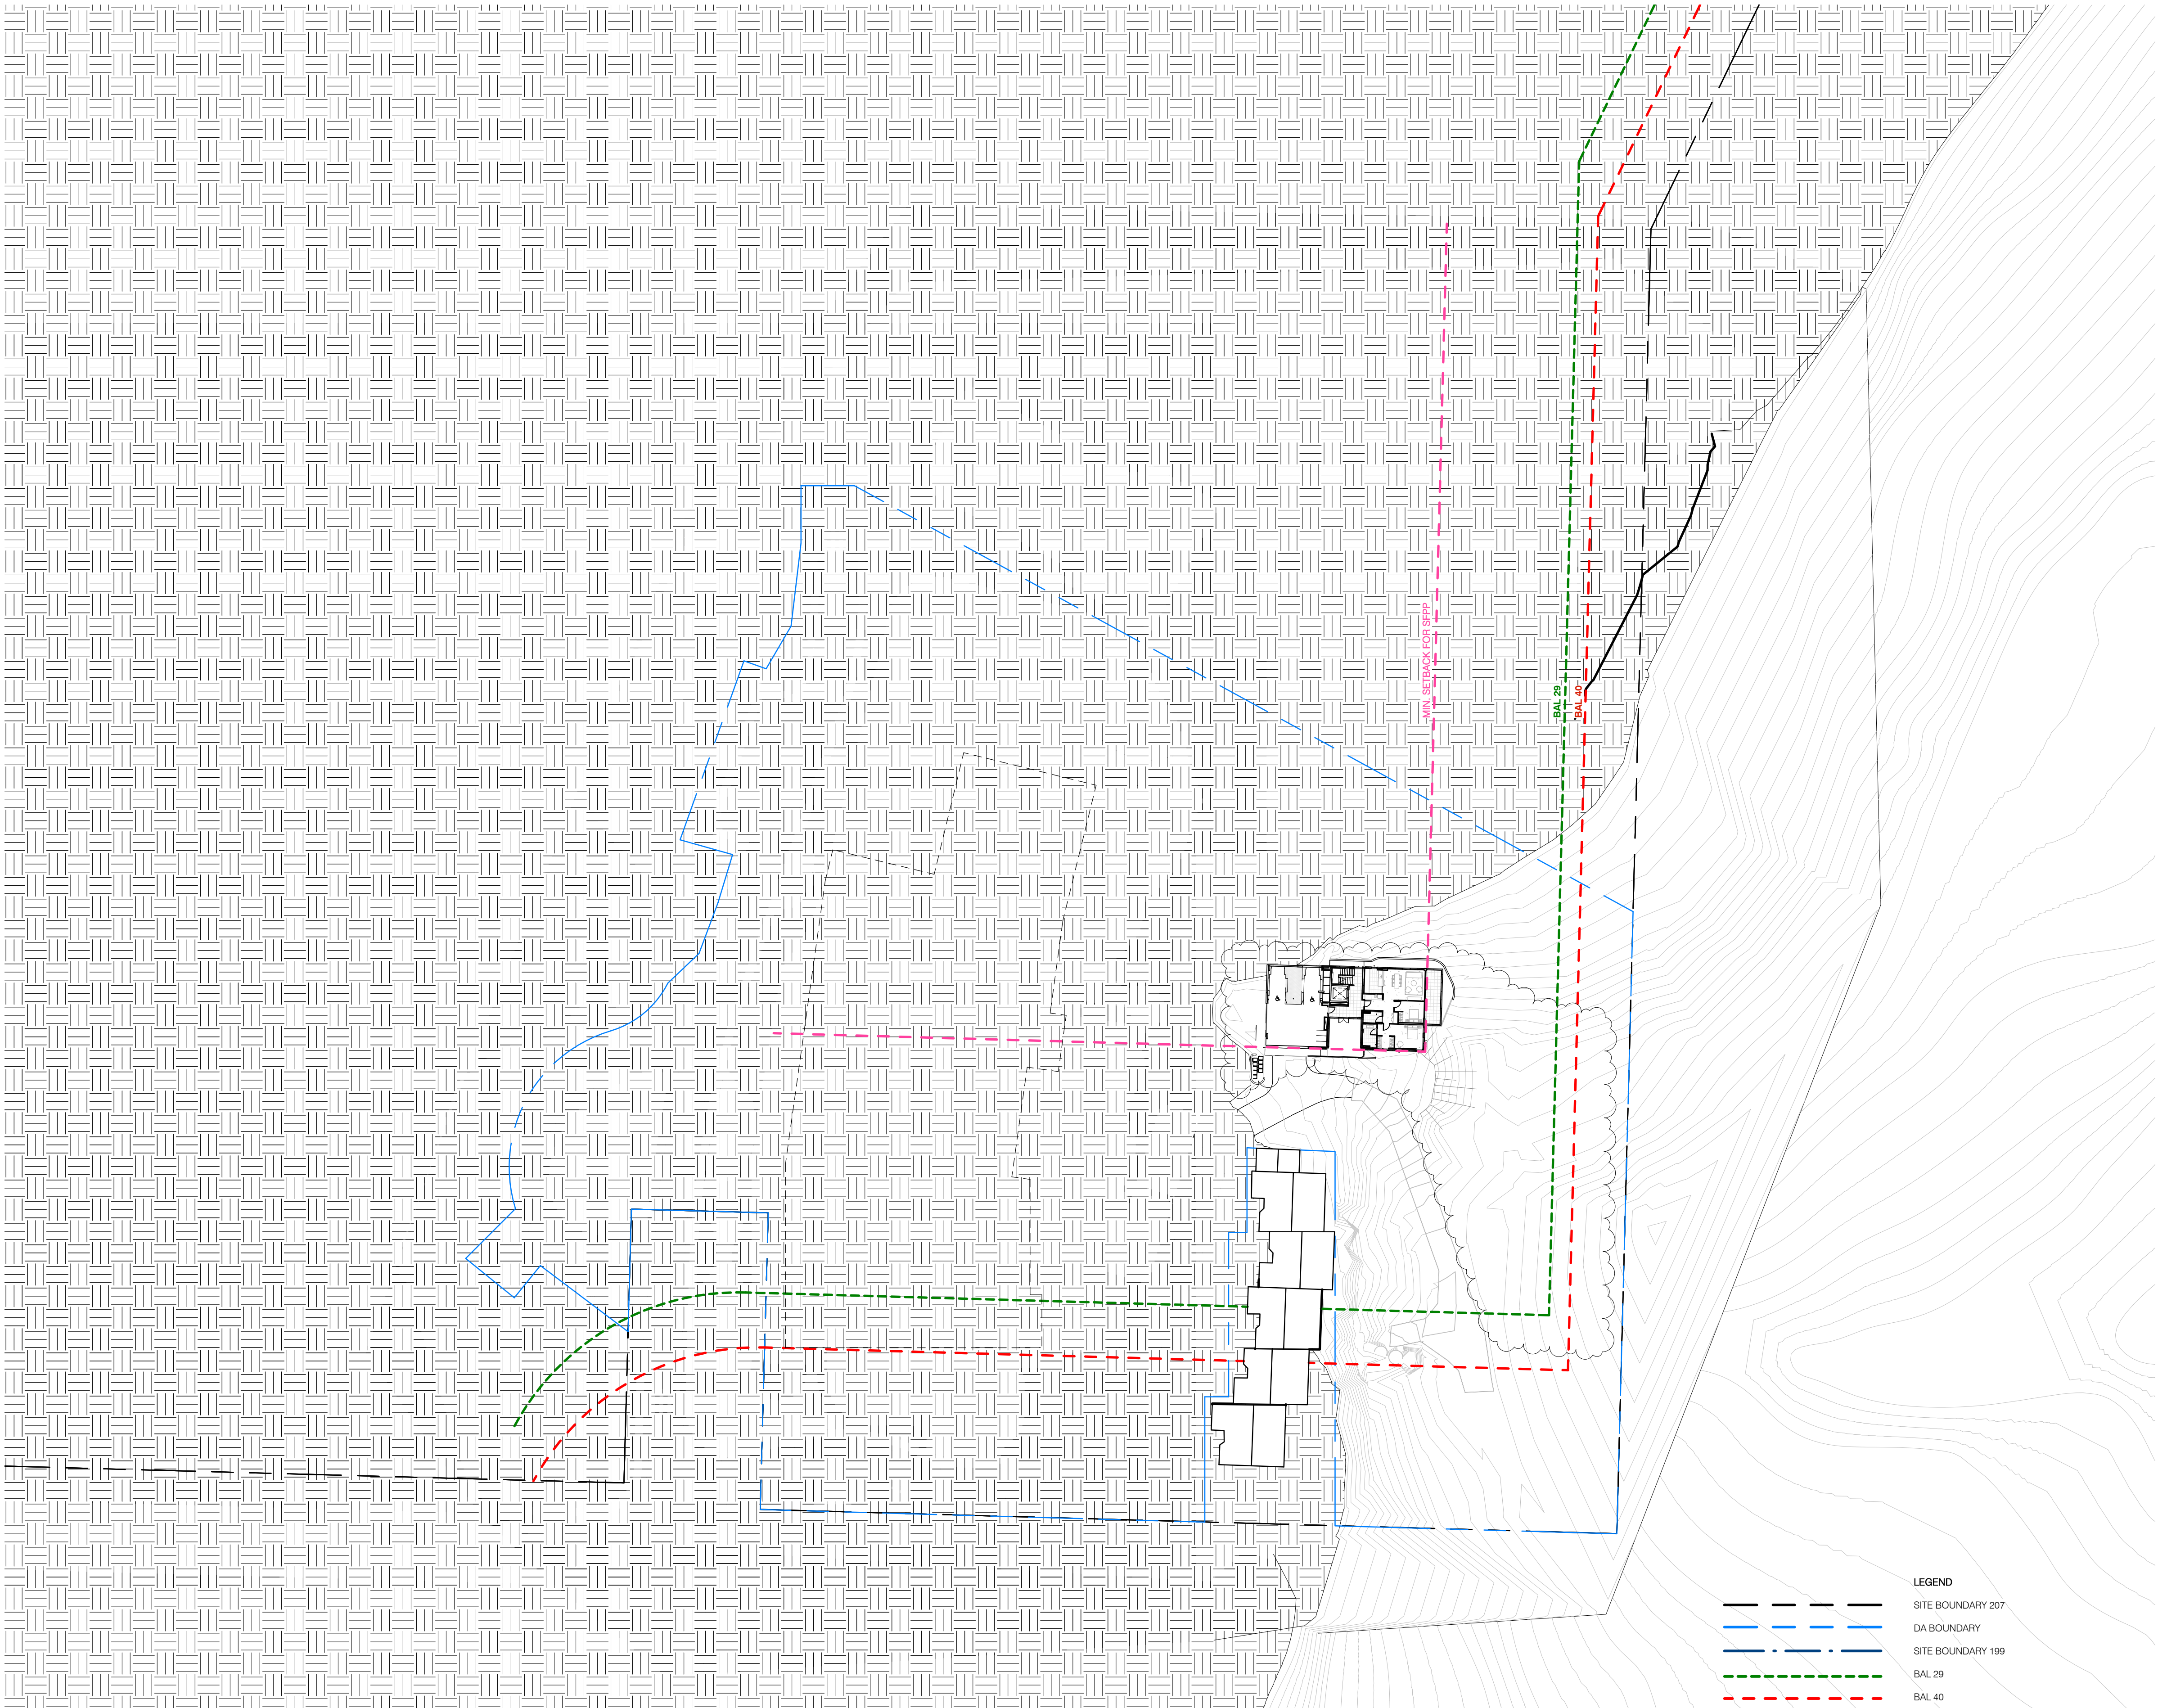 MIN. SETBACK FOR SFPP
BAL 29
BAL 40
LEGEND
SITE BOUNDARY 207
DA BOUNDARY
SITE BOUNDARY 199
BAL 29
BAL 40